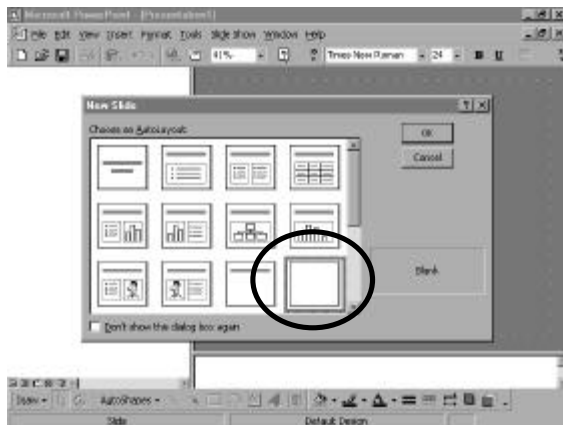 Microsoft PowerPoint - [Presentation1]
File Edit View Insert Format Tools Slide Show Window Help
41% Times New Roman 24 B U
New Slide
Choose an AutoLayout:
OK
Cancel
Blank
Don't show this dialog box again
Draw AutoShapes
Slide Default Design